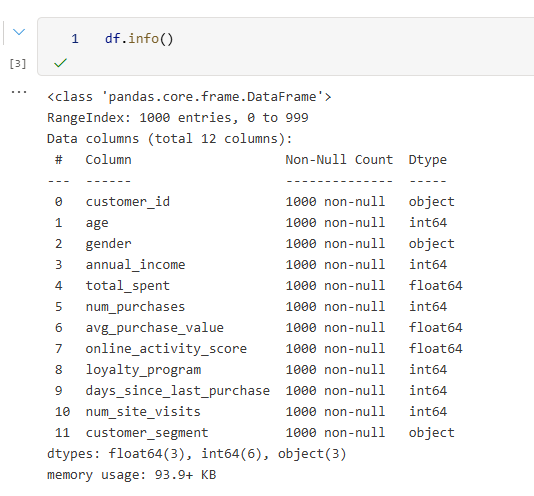 1 df.info()
[3]
...
<class 'pandas.core.frame.DataFrame'>
RangeIndex: 1000 entries, 0 to 999
Data columns (total 12 columns):
 #   Column                    Non-Null Count  Dtype
---  ------                    --------------  -----
 0   customer_id               1000 non-null   object
 1   age                       1000 non-null   int64
 2   gender                    1000 non-null   object
 3   annual_income             1000 non-null   int64
 4   total_spent               1000 non-null   float64
 5   num_purchases             1000 non-null   int64
 6   avg_purchase_value        1000 non-null   float64
 7   online_activity_score     1000 non-null   float64
 8   loyalty_program           1000 non-null   int64
 9   days_since_last_purchase  1000 non-null   int64
 10  num_site_visits           1000 non-null   int64
 11  customer_segment          1000 non-null   object
dtypes: float64(3), int64(6), object(3)
memory usage: 93.9+ KB